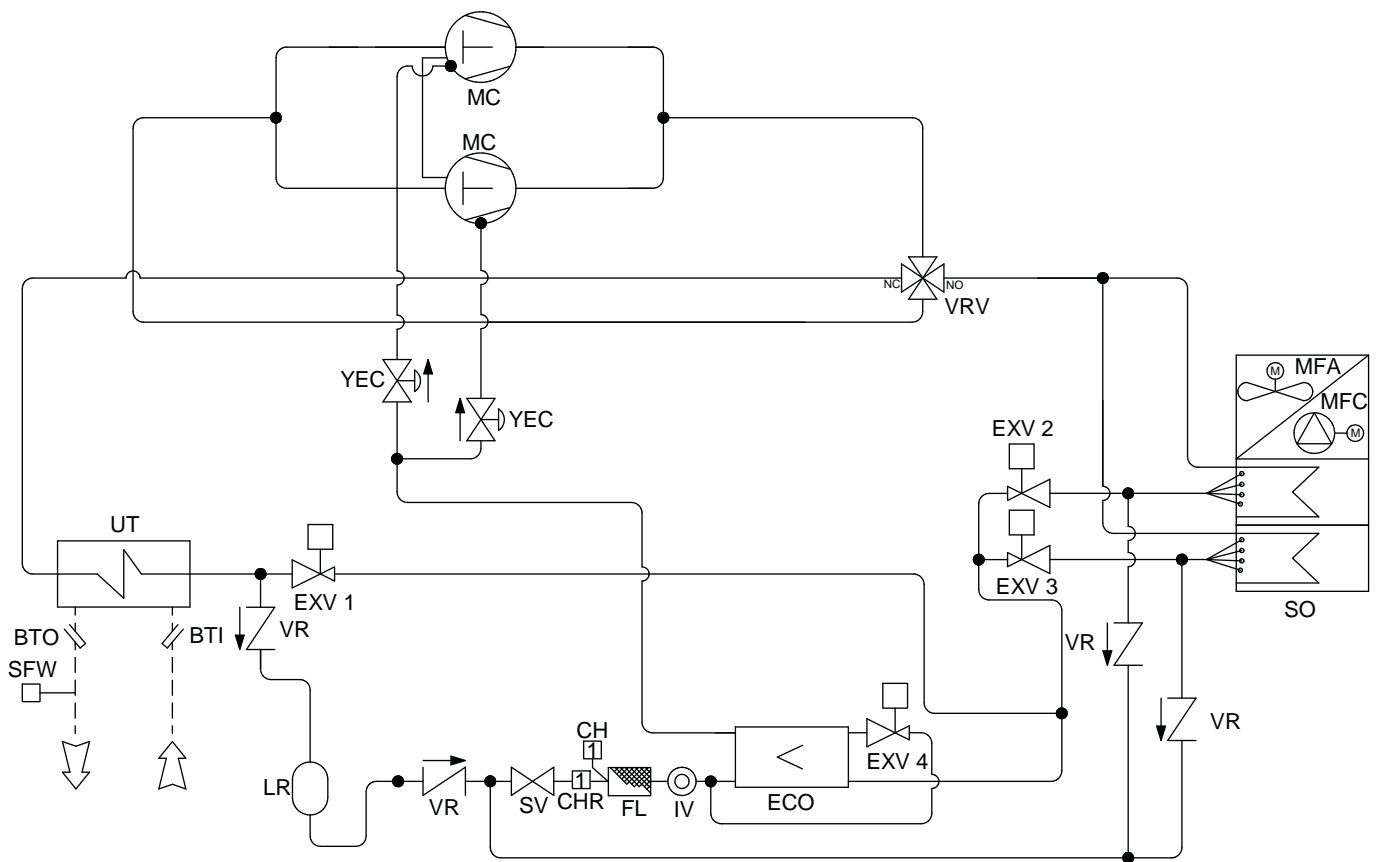 MC
MC
NC
NO
VRV
YEC
YEC
MFA
M
MFC
M
EXV 2
EXV 3
SO
UT
EXV 1
BTO
BTI
VR
SFW
VR
VR
LR
VR
SV
CH
1
1
CHR
FL
IV
ECO
EXV 4